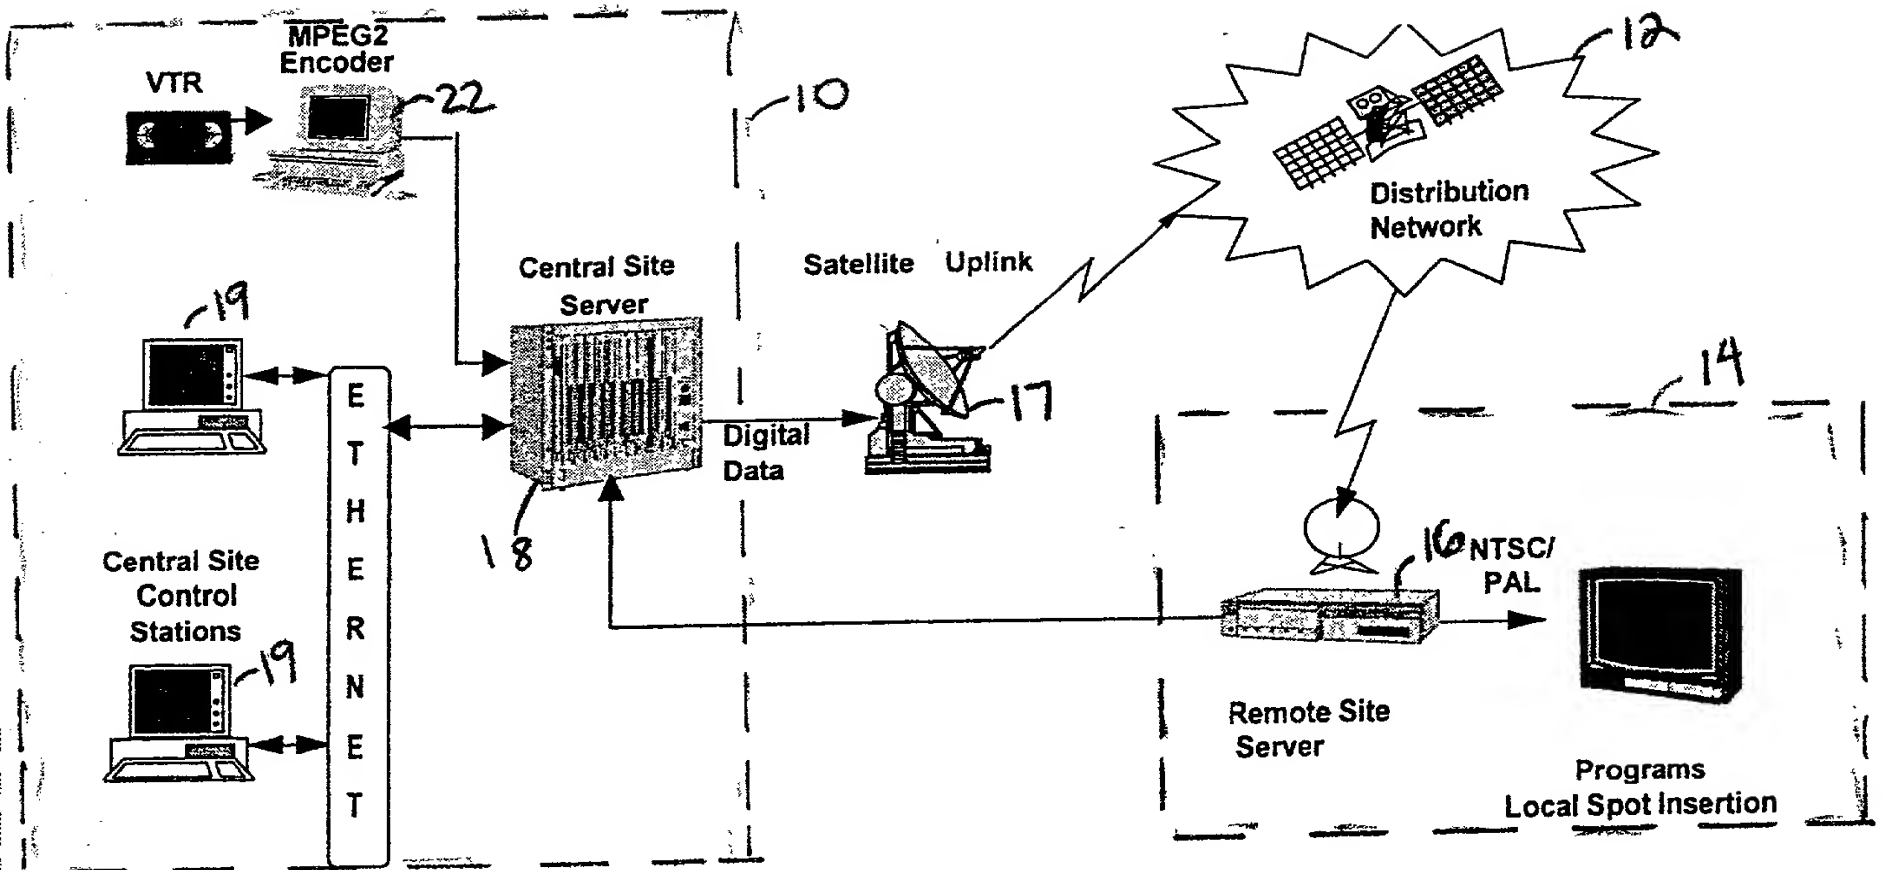 MPEG2
Encoder
VTR
22
10
12
Distribution
Network
Central Site
Server
Satellite Uplink
19
17
14
Digital
Data
18
ETHERNET
Central Site
Control
Stations
19
16
NTSC/
PAL
Remote Site
Server
Programs
Local Spot Insertion